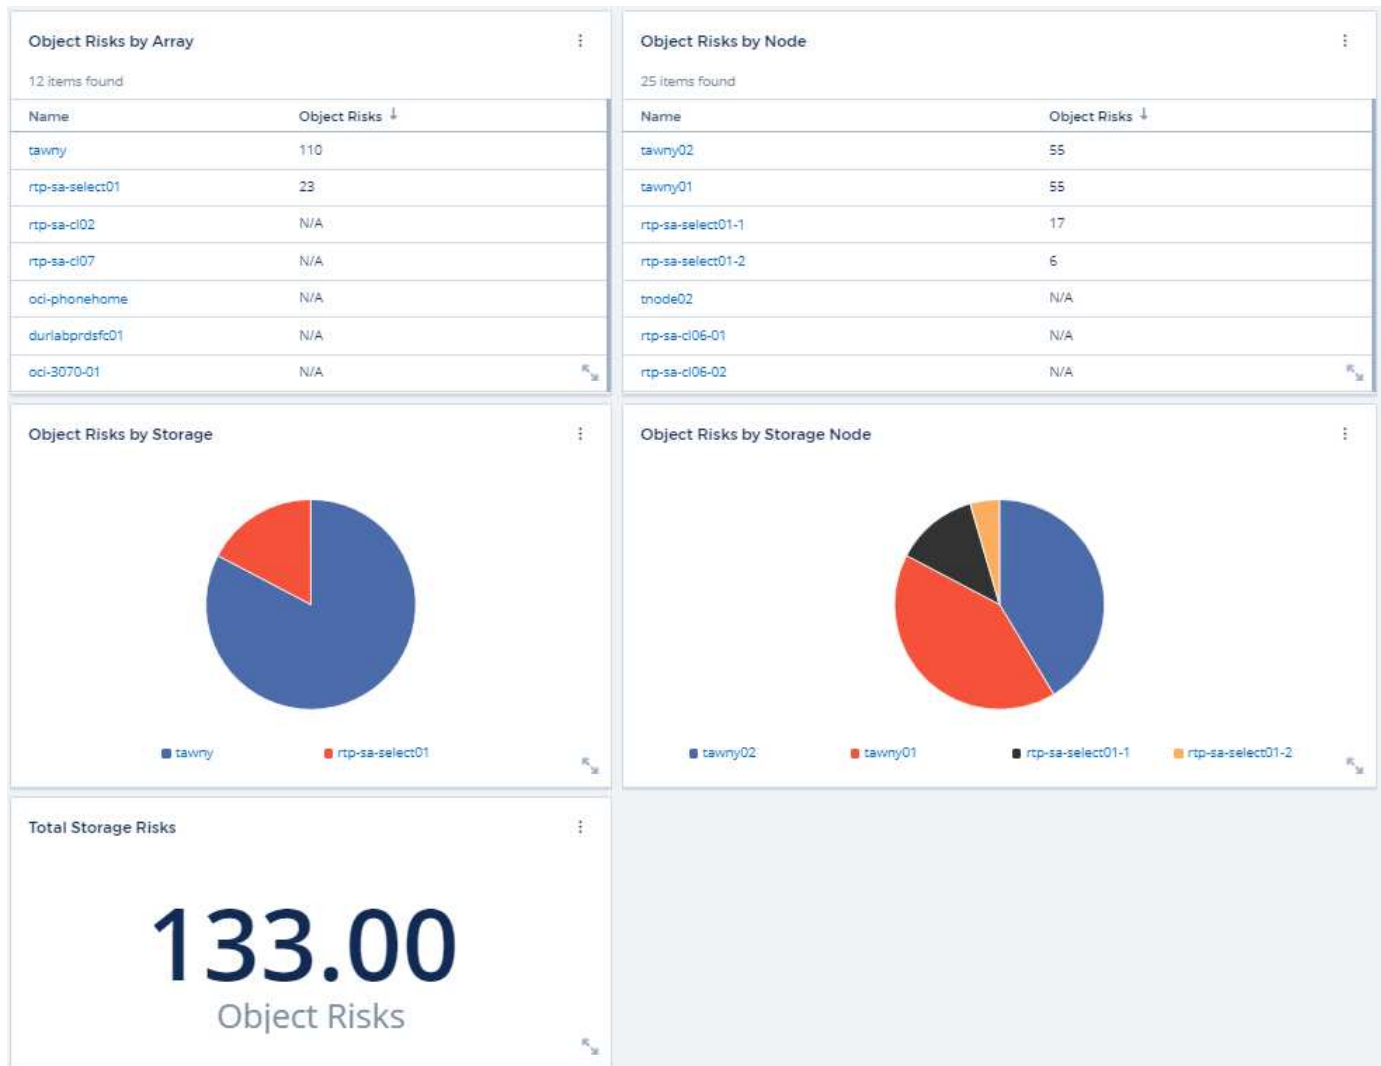 Object Risks by Array
12 items found
Name Object Risks ↓
tawny 110
rtp-sa-select01 23
rtp-sa-cl02 N/A
rtp-sa-cl07 N/A
oci-phonehome N/A
durlabprdsfc01 N/A
oci-3070-01 N/A
Object Risks by Node
25 items found
Name Object Risks ↓
tawny02 55
tawny01 55
rtp-sa-select01-1 17
rtp-sa-select01-2 6
tnode02 N/A
rtp-sa-cl06-01 N/A
rtp-sa-cl06-02 N/A
Object Risks by Storage
tawny rtp-sa-select01
Object Risks by Storage Node
tawny02 tawny01 rtp-sa-select01-1 rtp-sa-select01-2
Total Storage Risks
133.00
Object Risks